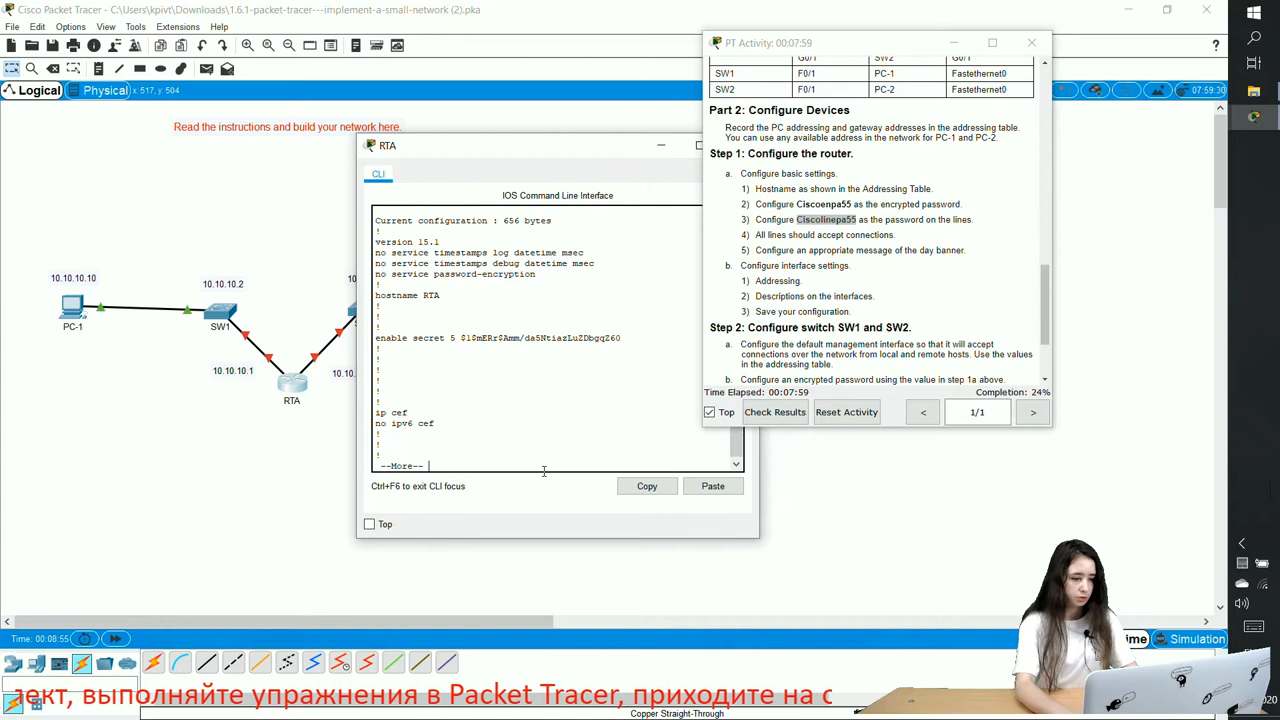 Cisco Packet Tracer - C:\Users\kpivt\Downloads\1.6.1-packet-tracer---implement-a-small-network (2).pka
File Edit Options View Tools Extensions Help
Logical Physical x: 517, y: 504
07:59:30
Read the instructions and build your network here.
10.10.10.10
10.10.10.2
PC-1
SW1
10.10.10.1
RTA
10.
10.10.
RTA
CLI
IOS Command Line Interface
Current configuration : 656 bytes
!
version 15.1
no service timestamps log datetime msec
no service timestamps debug datetime msec
no service password-encryption
!
hostname RTA
!
!
!
enable secret 5 $1$mERr$Amm/da5NtiazLuZDbgqZ60
!
!
!
!
!
!
ip cef
no ipv6 cef
!
!
!
--More--
Ctrl+F6 to exit CLI focus
Copy
Paste
Top
PT Activity: 00:07:59
G0/1 SW2 G0/1
SW1 F0/1 PC-1 Fastethernet0
SW2 F0/1 PC-2 Fastethernet0
Part 2: Configure Devices
Record the PC addressing and gateway addresses in the addressing table.
You can use any available address in the network for PC-1 and PC-2.
Step 1: Configure the router.
a. Configure basic settings.
1) Hostname as shown in the Addressing Table.
2) Configure Ciscoenpa55 as the encrypted password.
3) Configure Ciscolinepa55 as the password on the lines.
4) All lines should accept connections.
5) Configure an appropriate message of the day banner.
b. Configure interface settings.
1) Addressing.
2) Descriptions on the interfaces.
3) Save your configuration.
Step 2: Configure switch SW1 and SW2.
a. Configure the default management interface so that it will accept
connections over the network from local and remote hosts. Use the values
in the addressing table.
b. Configure an encrypted password using the value in step 1a above.
Time Elapsed: 00:07:59
Completion: 24%
Top
Check Results
Reset Activity
<
1/1
>
Time: 00:08:55
ime
Simulation
лект, выполняйте упражнения в Packet Tracer, приходите на с
Copper Straight-Through